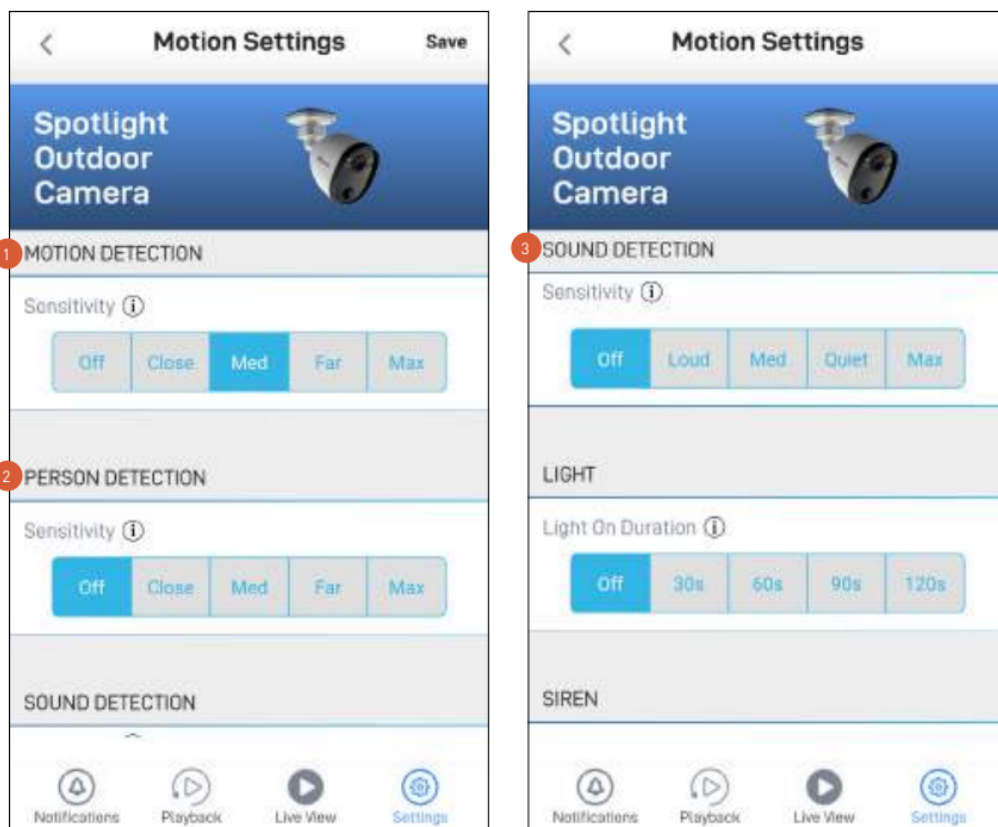 Motion Settings Save
Spotlight
Outdoor
Camera
1 MOTION DETECTION
Sensitivity
Off Close Med Far Max
2 PERSON DETECTION
Sensitivity
Off Close Med Far Max
SOUND DETECTION
Notifications Playback Live View Settings
Motion Settings
Spotlight
Outdoor
Camera
3 SOUND DETECTION
Sensitivity
Off Loud Med Quiet Max
LIGHT
Light On Duration
Off 30s 60s 90s 120s
SIREN
Notifications Playback Live View Settings